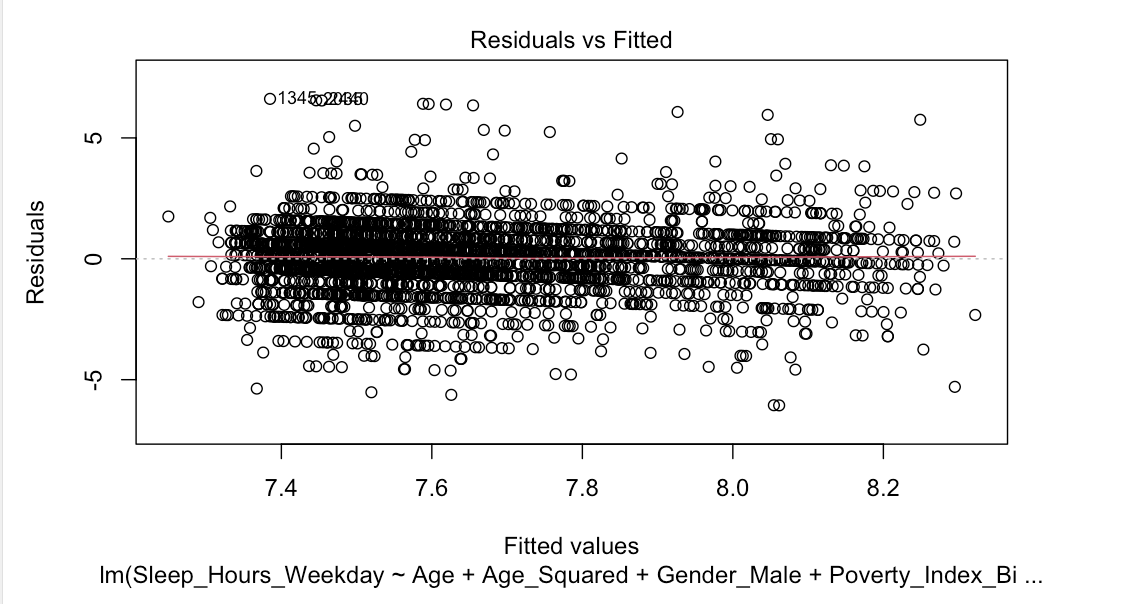 Residuals vs Fitted
1345
5
0
-5
Residuals
7.4 7.6 7.8 8.0 8.2
Fitted values
lm(Sleep_Hours_Weekday ~ Age + Age_Squared + Gender_Male + Poverty_Index_Bi ...